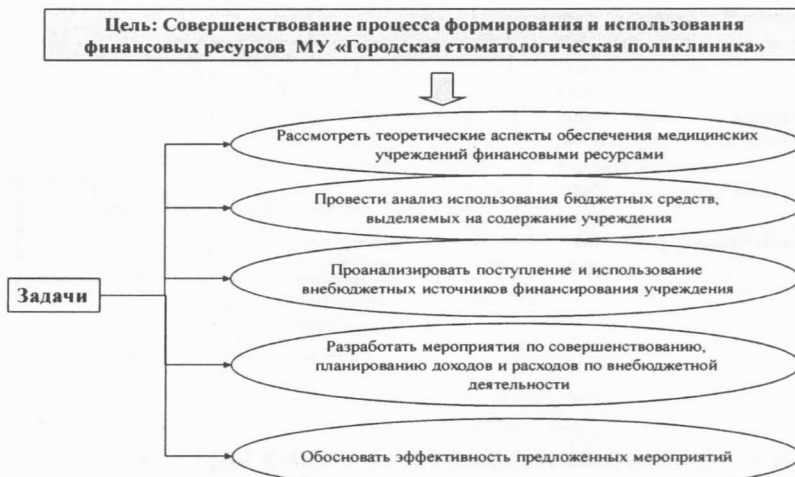 Цель: Совершенствование процесса формирования и использования
финансовых ресурсов МУ «Городская стоматологическая поликлиника»
Рассмотреть теоретические аспекты обеспечения медицинских
учреждений финансовыми ресурсами
Провести анализ использования бюджетных средств,
выделяемых на содержание учреждения
Задачи
Проанализировать поступление и использование
внебюджетных источников финансирования учреждения
Разработать мероприятия по совершенствованию,
планированию доходов и расходов по внебюджетной
деятельности
Обосновать эффективность предложенных мероприятий